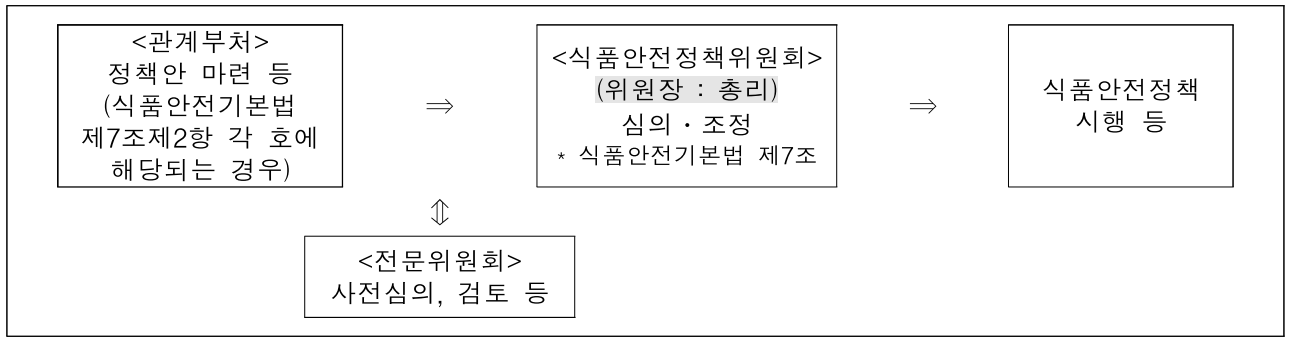 <관계부처>
정책안 마련 등
(식품안전기본법
제7조제2항 각 호에
해당되는 경우)
⇒
<식품안전정책위원회>
(위원장 : 총리)
심의·조정
* 식품안전기본법 제7조
⇒
식품안전정책
시행 등
⇕
<전문위원회>
사전심의, 검토 등